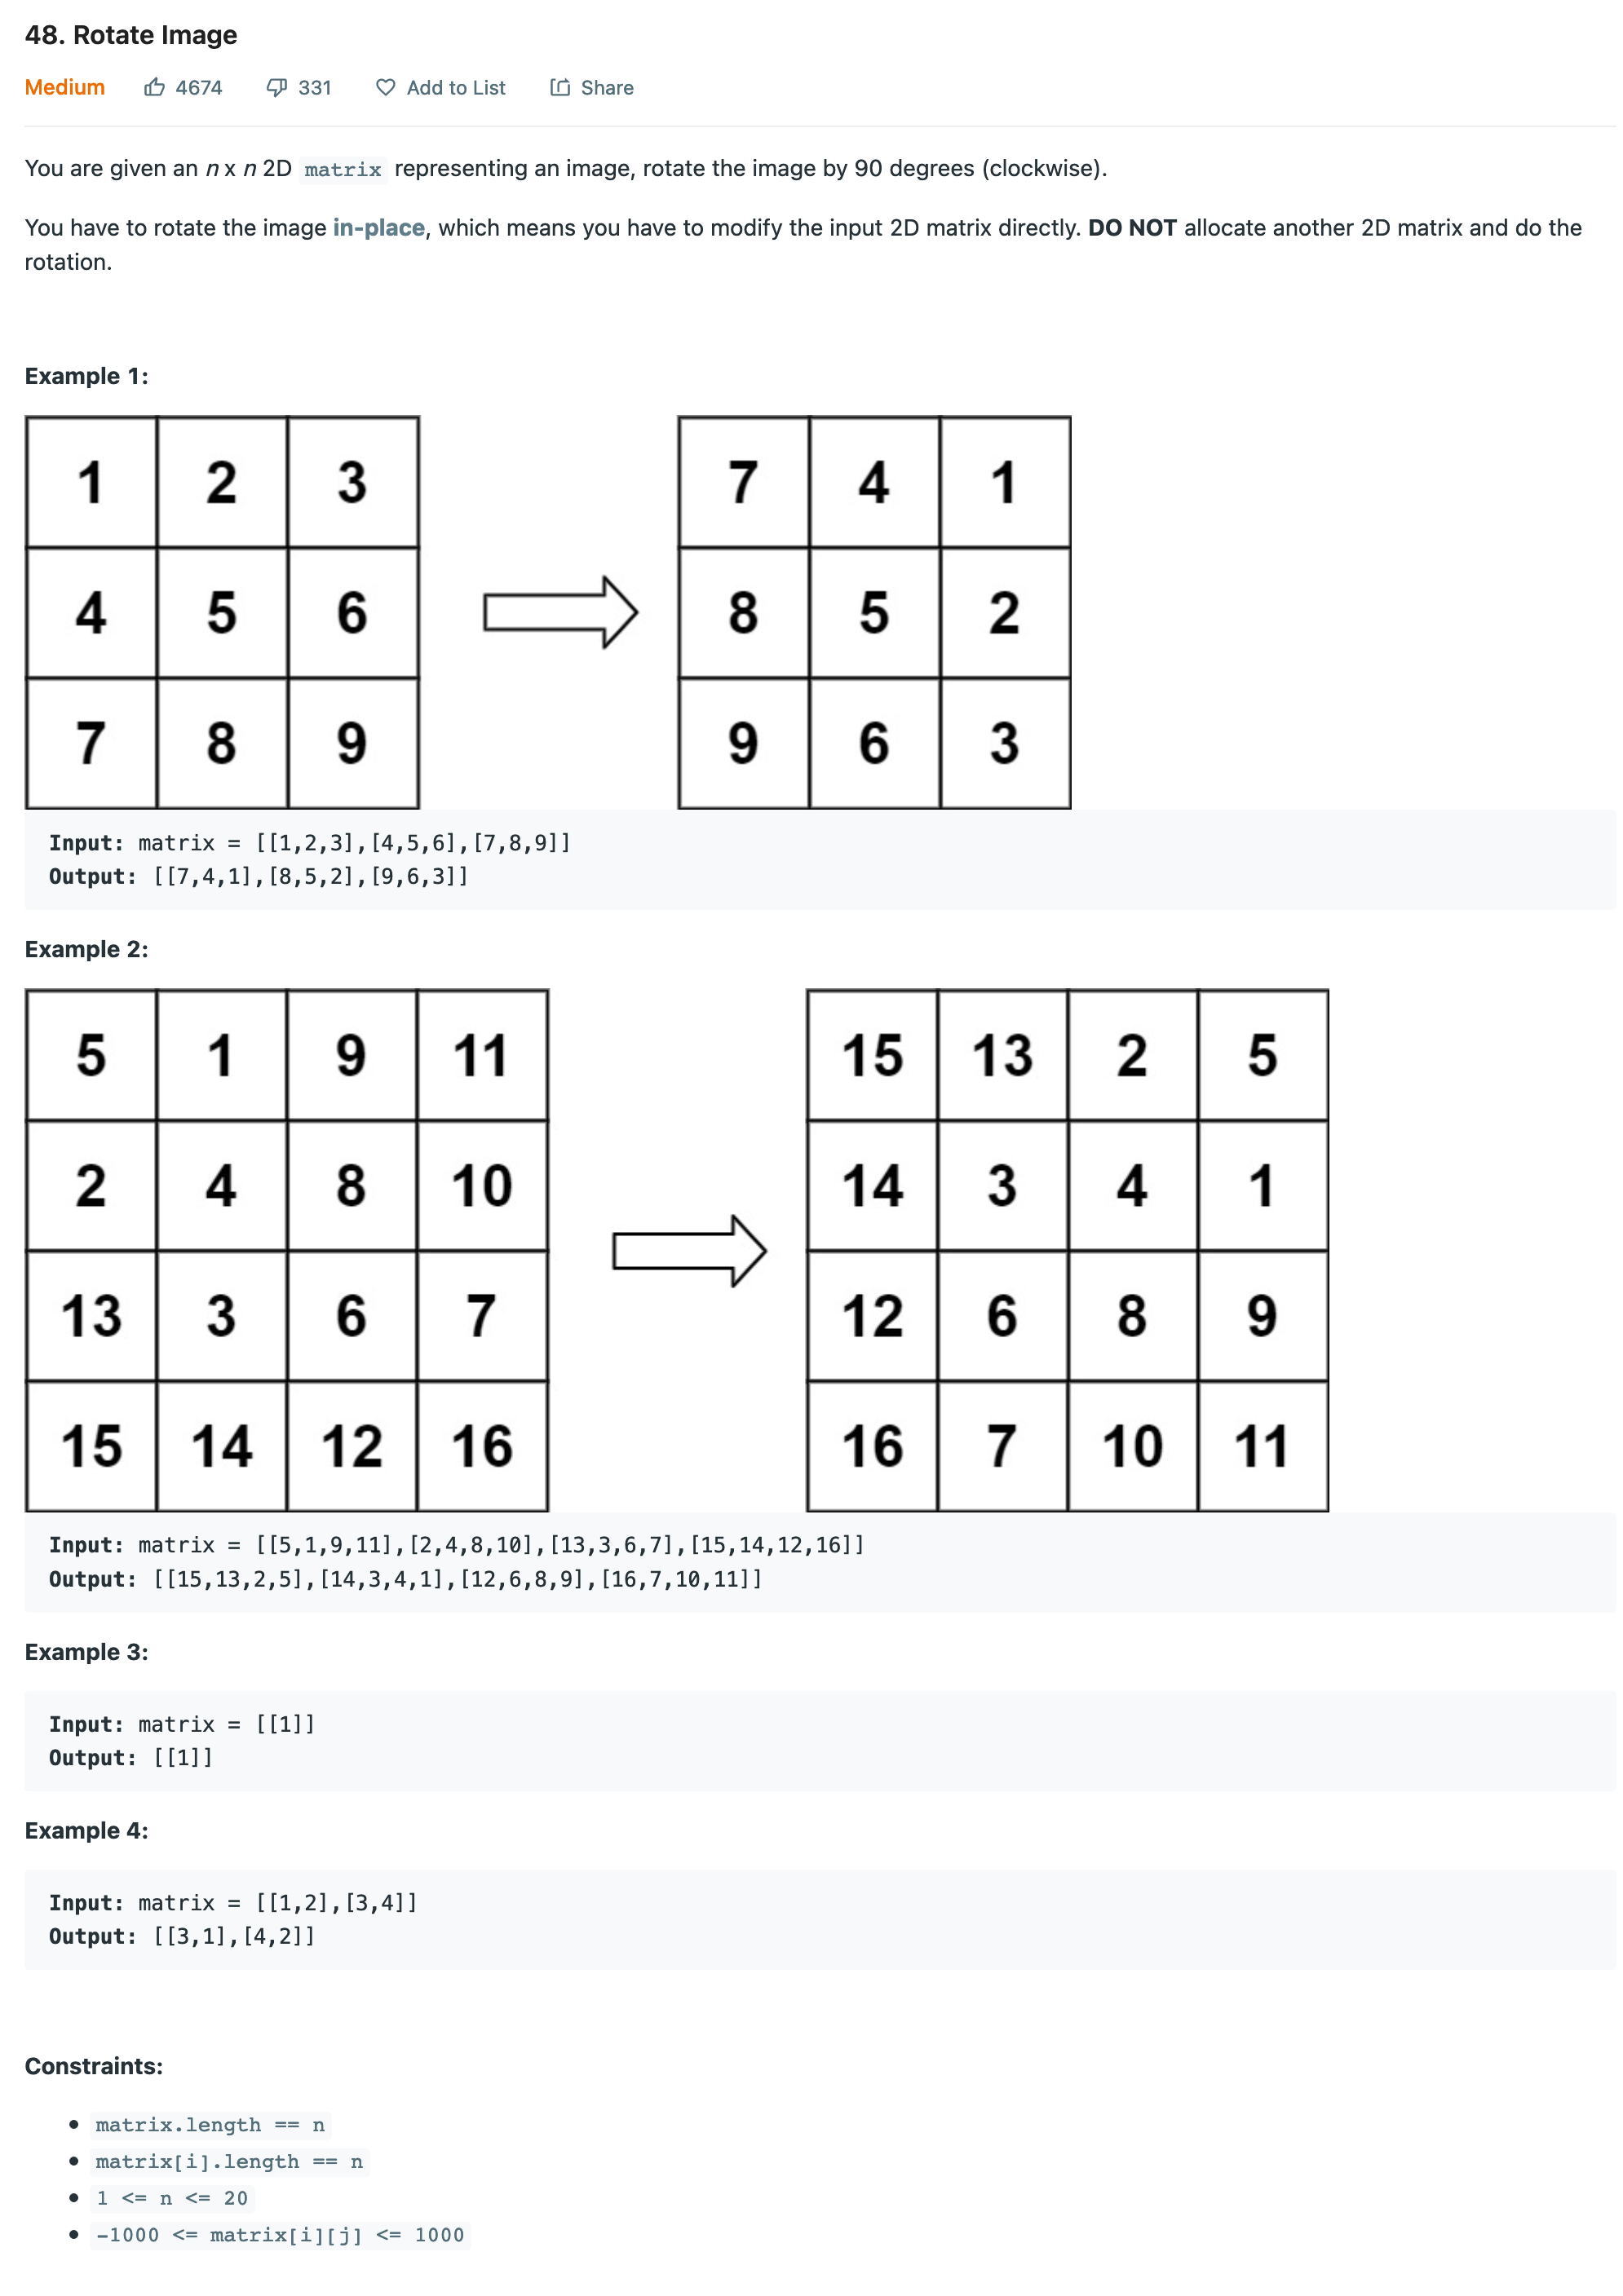 48. Rotate Image
Medium 4674 331 Add to List Share
You are given an n x n 2D matrix representing an image, rotate the image by 90 degrees (clockwise).
You have to rotate the image in-place, which means you have to modify the input 2D matrix directly. DO NOT allocate another 2D matrix and do the
rotation.
Example 1:
1 2 3 7 4 1
4 5 6 8 5 2
7 8 9 9 6 3
Input: matrix = [[1,2,3],[4,5,6],[7,8,9]]
Output: [[7,4,1],[8,5,2],[9,6,3]]
Example 2:
5 1 9 11 15 13 2 5
2 4 8 10 14 3 4 1
13 3 6 7 12 6 8 9
15 14 12 16 16 7 10 11
Input: matrix = [[5,1,9,11],[2,4,8,10],[13,3,6,7],[15,14,12,16]]
Output: [[15,13,2,5],[14,3,4,1],[12,6,8,9],[16,7,10,11]]
Example 3:
Input: matrix = [[1]]
Output: [[1]]
Example 4:
Input: matrix = [[1,2],[3,4]]
Output: [[3,1],[4,2]]
Constraints:
• matrix.length == n
• matrix[i].length == n
• 1 <= n <= 20
• -1000 <= matrix[i][j] <= 1000